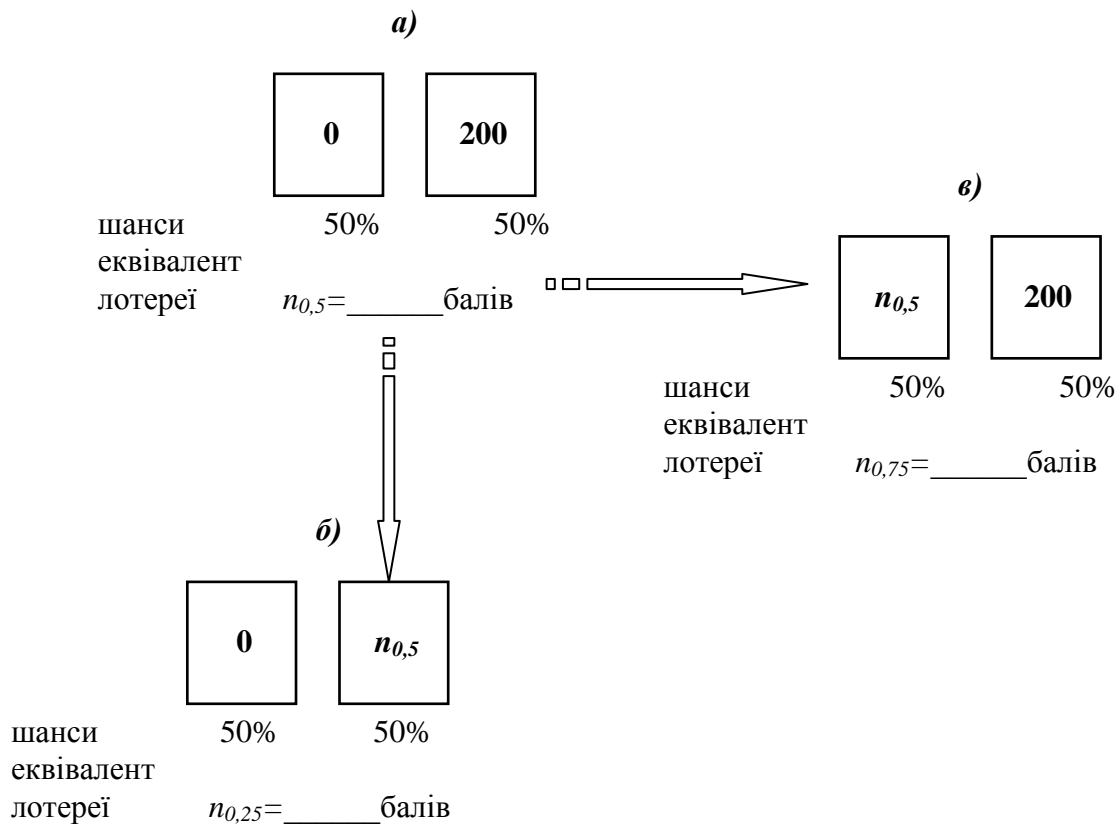 а)
0 200
шанси 50% 50%
еквівалент
лотереї n0,5=______балів
в)
n0,5 200
шанси 50% 50%
еквівалент
лотереї n0,75=______балів
б)
0 n0,5
шанси 50% 50%
еквівалент
лотереї n0,25=______балів